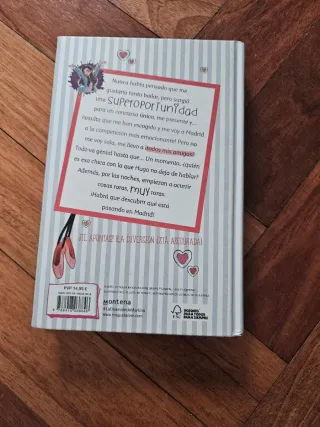 Nunca había pensado que me
gustaría tanto bailar, pero surgió
una SUPEROPORTUNIDAD
para un concurso único, me presenté y...
¡resulta que me han escogido y me voy a Madrid
a la competición más emocionante! Pero no
me voy sola, ¡me llevo a todos mis amigos!
Todo va genial hasta que... Un momento, ¿quién
es esa chica con la que Hugo no deja de hablar?
Además, por las noches, empiezan a ocurrir
cosas raras, muy raras.
¡Habrá que descubrir qué está
pasando en Madrid!
¿TE APUNTAS? ¡LA DIVERSIÓN ESTÁ ASEGURADA!
PVP 14,95 €
montena
FSC